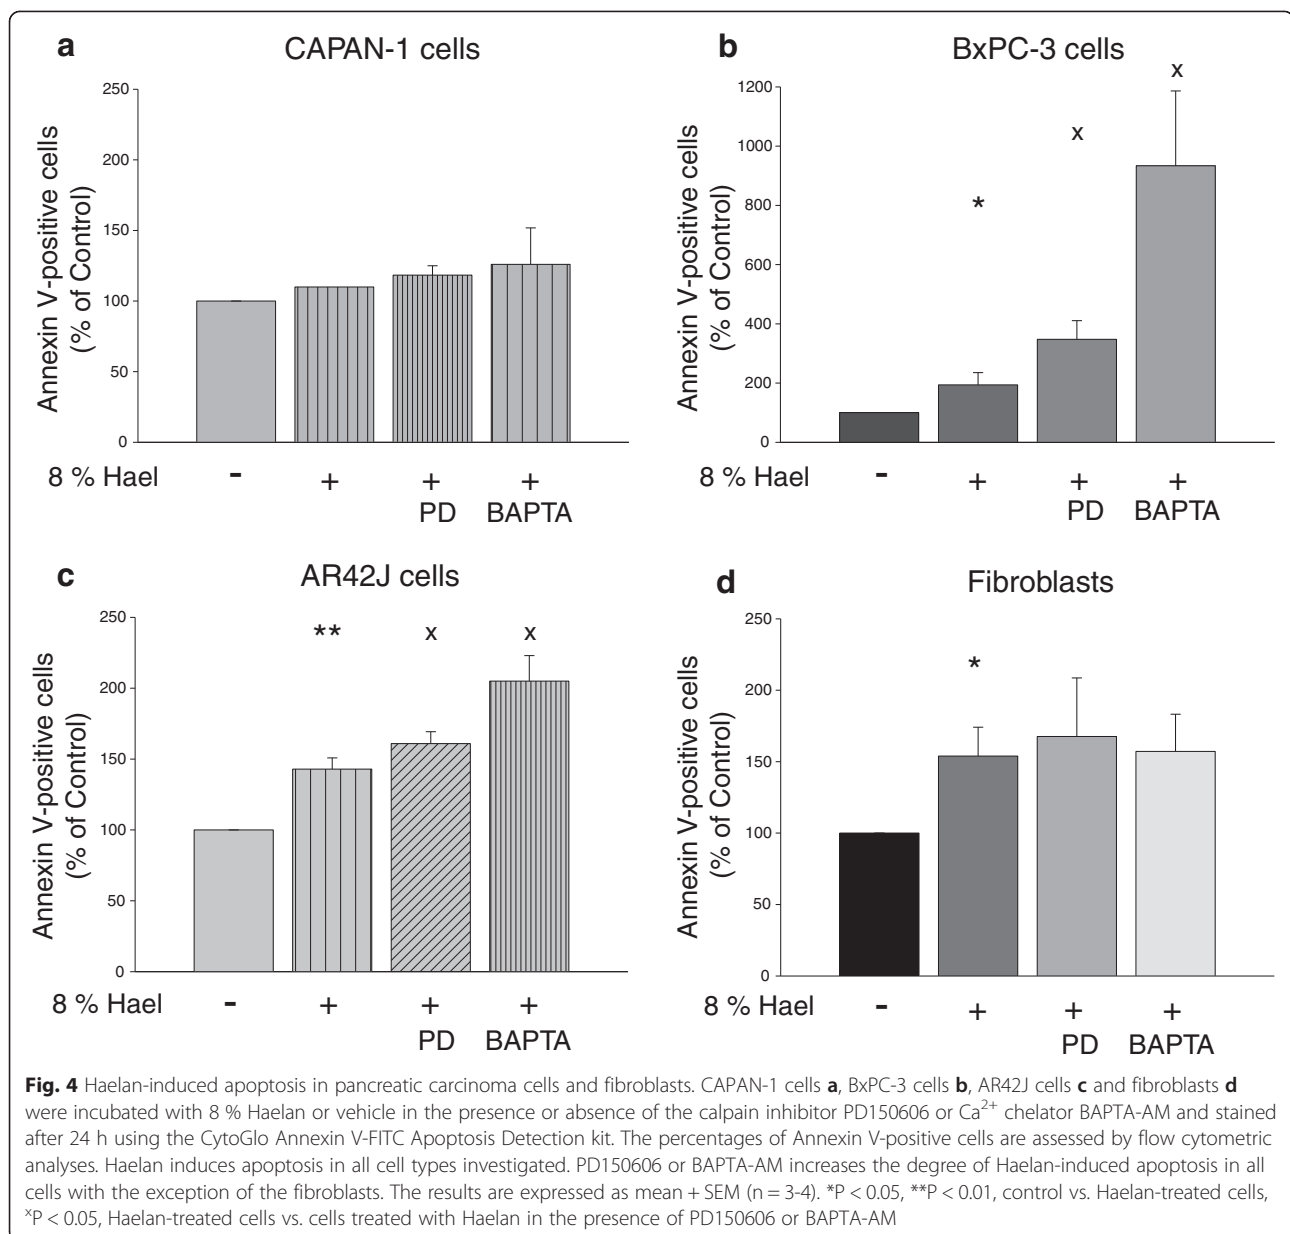 a
CAPAN-1 cells
Annexin V-positive cells
(% of Control)
250
200
150
100
50
0
8 % Hael
- + + +
PD BAPTA
b
BxPC-3 cells
Annexin V-positive cells
(% of Control)
1200
1000
800
600
400
200
0
* x x
8 % Hael
- + + +
PD BAPTA
c
AR42J cells
Annexin V-positive cells
(% of Control)
250
200
150
100
50
0
** x x
8 % Hael
- + + +
PD BAPTA
d
Fibroblasts
Annexin V-positive cells
(% of Control)
250
200
150
100
50
0
*
8 % Hael
- + + +
PD BAPTA
Fig. 4 Haelan-induced apoptosis in pancreatic carcinoma cells and fibroblasts. CAPAN-1 cells a, BxPC-3 cells b, AR42J cells c and fibroblasts d
were incubated with 8 % Haelan or vehicle in the presence or absence of the calpain inhibitor PD150606 or Ca²⁺ chelator BAPTA-AM and stained
after 24 h using the CytoGlo Annexin V-FITC Apoptosis Detection kit. The percentages of Annexin V-positive cells are assessed by flow cytometric
analyses. Haelan induces apoptosis in all cell types investigated. PD150606 or BAPTA-AM increases the degree of Haelan-induced apoptosis in all
cells with the exception of the fibroblasts. The results are expressed as mean + SEM (n = 3-4). *P < 0.05, **P < 0.01, control vs. Haelan-treated cells,
ˣP < 0.05, Haelan-treated cells vs. cells treated with Haelan in the presence of PD150606 or BAPTA-AM